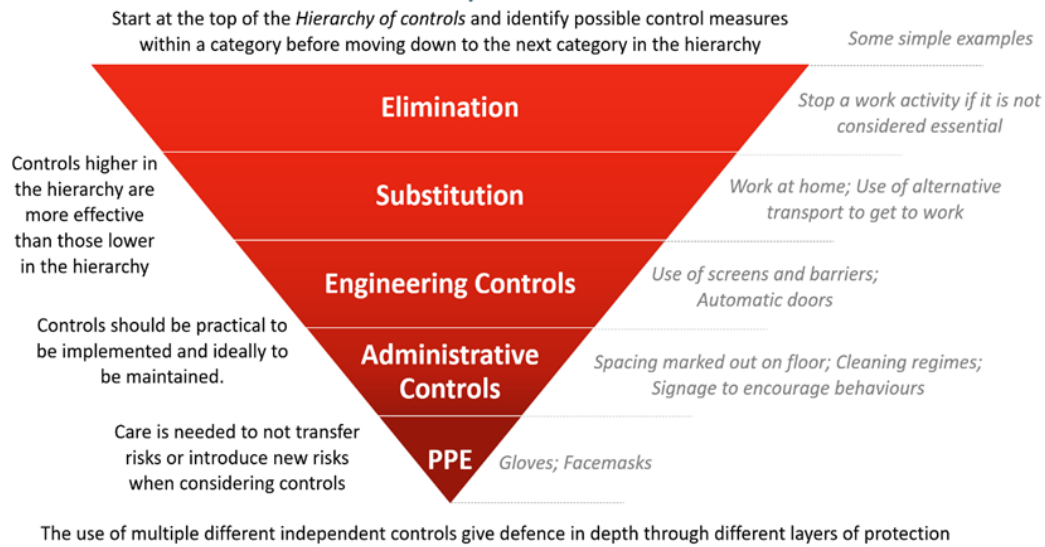 Start at the top of the Hierarchy of controls and identify possible control measures
within a category before moving down to the next category in the hierarchy
Some simple examples
Elimination
Stop a work activity if it is not
considered essential
Controls higher in
the hierarchy are
more effective
than those lower
in the hierarchy
Substitution
Work at home; Use of alternative
transport to get to work
Engineering Controls
Use of screens and barriers;
Automatic doors
Controls should be practical to
be implemented and ideally to
be maintained.
Administrative
Controls
Spacing marked out on floor; Cleaning regimes;
Signage to encourage behaviours
Care is needed to not transfer
risks or introduce new risks
when considering controls
PPE
Gloves; Facemasks
The use of multiple different independent controls give defence in depth through different layers of protection